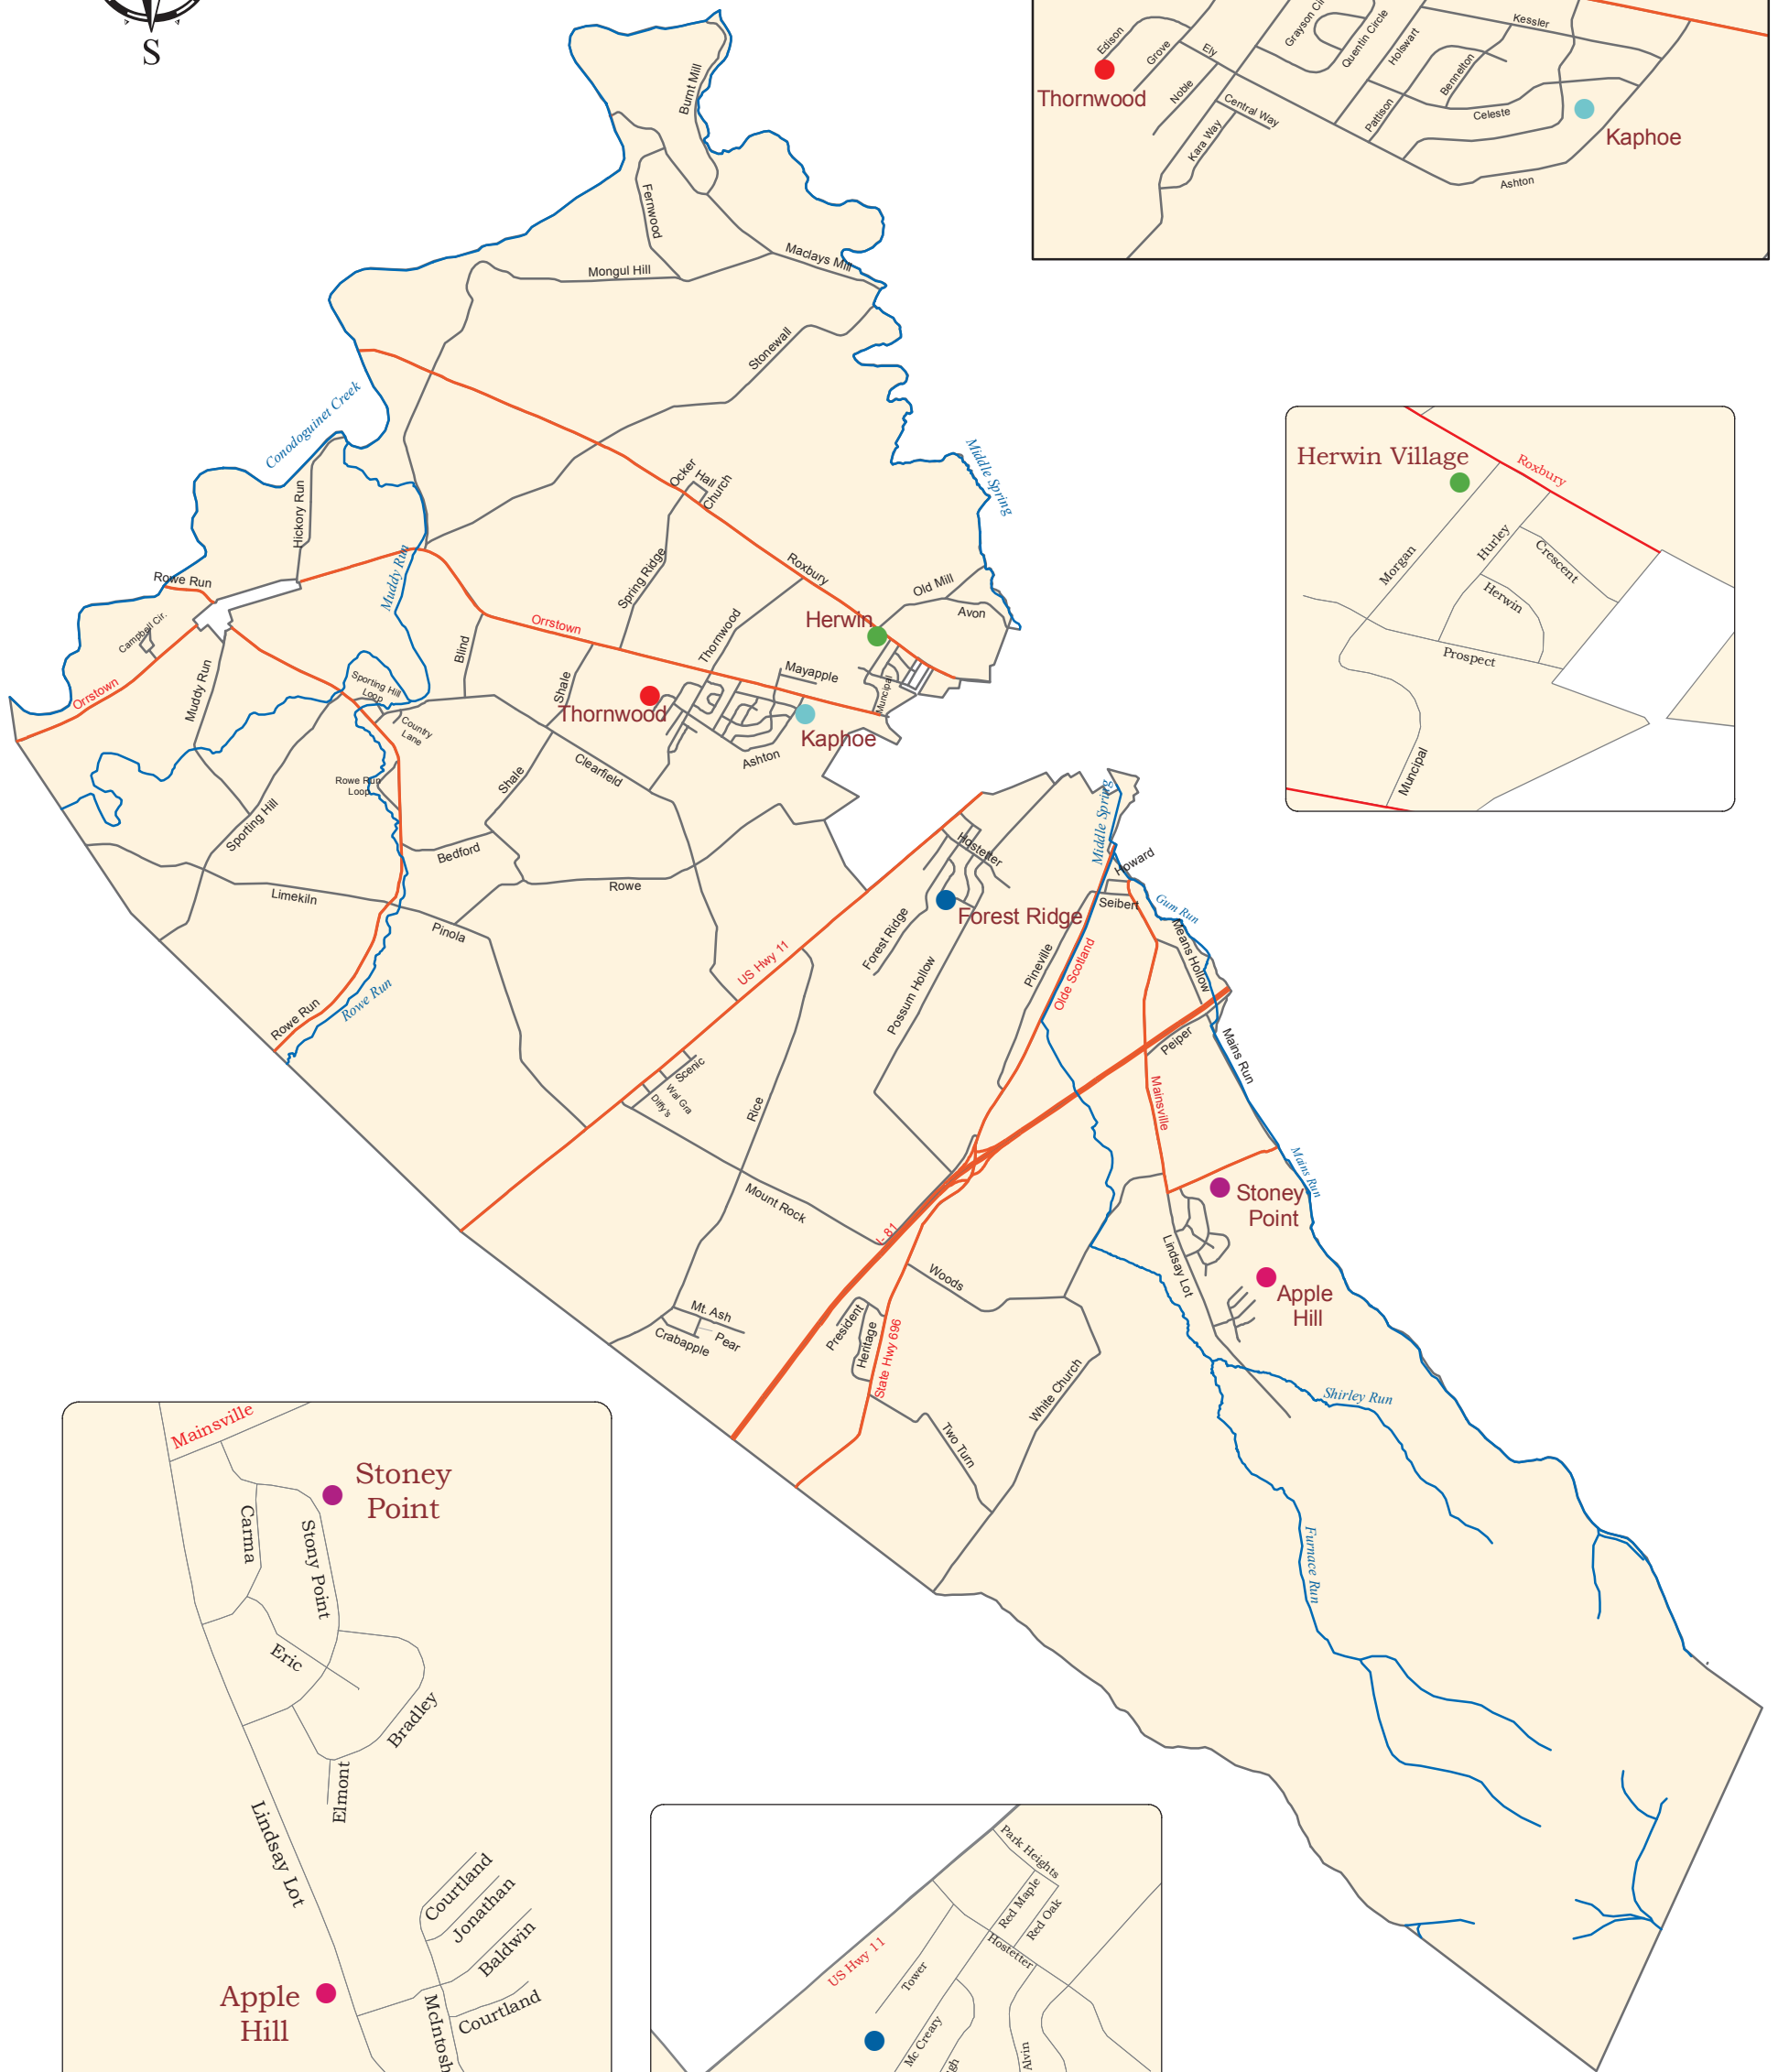 S
Edison
Grove
Ely
Noble
Central Way
Kara Way
Quentin Circle
Holswart
Kessler
Bennelton
Pattison
Celeste
Ashton
Thornwood
Kaphoe
Burnt Mill
Fernwood
Mongul Hill
Maclays Mill
Stonewall
Conodoguinet Creek
Middle Spring
Hickory Run
Ocker
Hall
Church
Muddy Run
Rowe Run
Campbell Cir.
Orrstown
Muddy Run
Spring Ridge
Roxbury
Old Mill
Avon
Herwin
Blind
Orrstown
Thornwood
Mayapple
Muncipal
Shale
Thornwood
Kaphoe
Ashton
Sporting Hill
Loop
Country
Lane
Rowe Run
Loop
Clearfield
Shale
Sporting Hill
Bedford
Limekiln
Rowe
Pinola
Rowe Run
Rowe Run
Herwin Village
Roxbury
Morgan
Hurley
Crescent
Herwin
Prospect
Muncipal
US Hwy 11
Hostetter
Forest Ridge
Forest Ridge
Possum Hollow
Pineville
Middle Spring
Howard
Seibert
Gum Run
Means Hollow
Olde Scotland
Peiper
Mains Run
Mainsville
Mains Run
Scenic
Wal Gra
Diffy's
Rice
Mount Rock
I- 81
Stoney
Point
Lindsay Lot
Apple
Hill
Woods
Mt. Ash
Pear
Crabapple
President
Heritage
State Hwy 696
White Church
Two Turn
Shirley Run
Furnace Run
Mainsville
Stoney
Point
Carma
Stony Point
Eric
Bradley
Elmont
Lindsay Lot
Courtland
Jonathan
Baldwin
Courtland
McIntosh
Apple
Hill
Park Heights
Red Maple
Red Oak
Hostetter
US Hwy 11
Tower
Mc Creary
Alvin